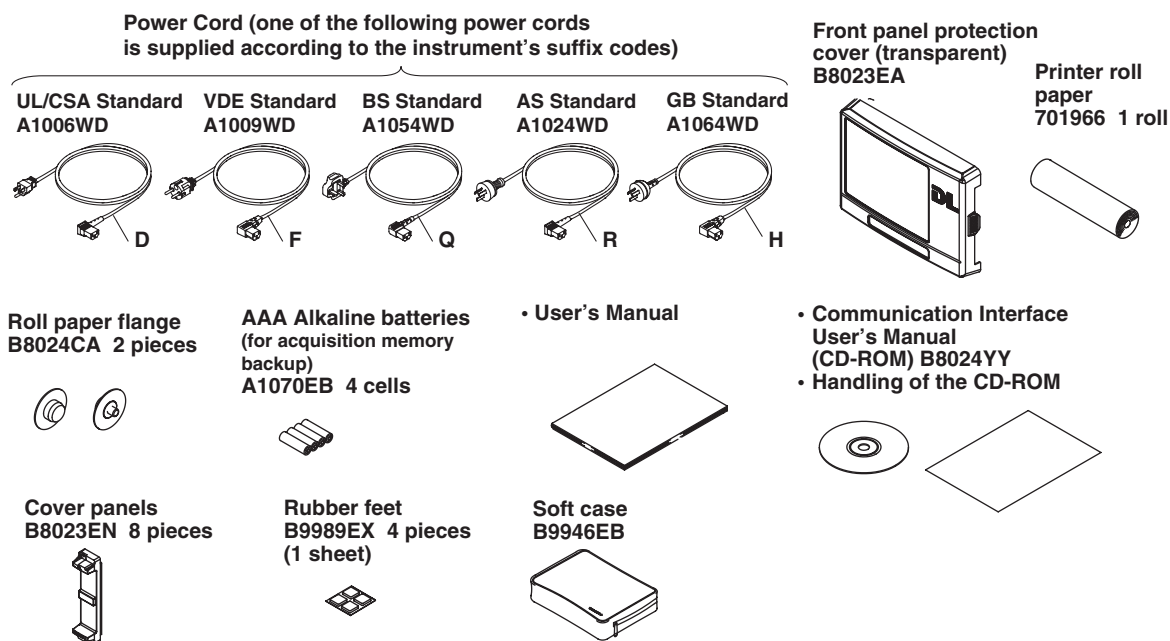 Power Cord (one of the following power cords
is supplied according to the instrument's suffix codes)
UL/CSA Standard
A1006WD
D
VDE Standard
A1009WD
F
BS Standard
A1054WD
Q
AS Standard
A1024WD
R
GB Standard
A1064WD
H
Front panel protection
cover (transparent)
B8023EA
DL
Printer roll
paper
701966 1 roll
Roll paper flange
B8024CA 2 pieces
AAA Alkaline batteries
(for acquisition memory
backup)
A1070EB 4 cells
• User's Manual
• Communication Interface
User's Manual
(CD-ROM) B8024YY
• Handling of the CD-ROM
Cover panels
B8023EN 8 pieces
Rubber feet
B9989EX 4 pieces
(1 sheet)
Soft case
B9946EB